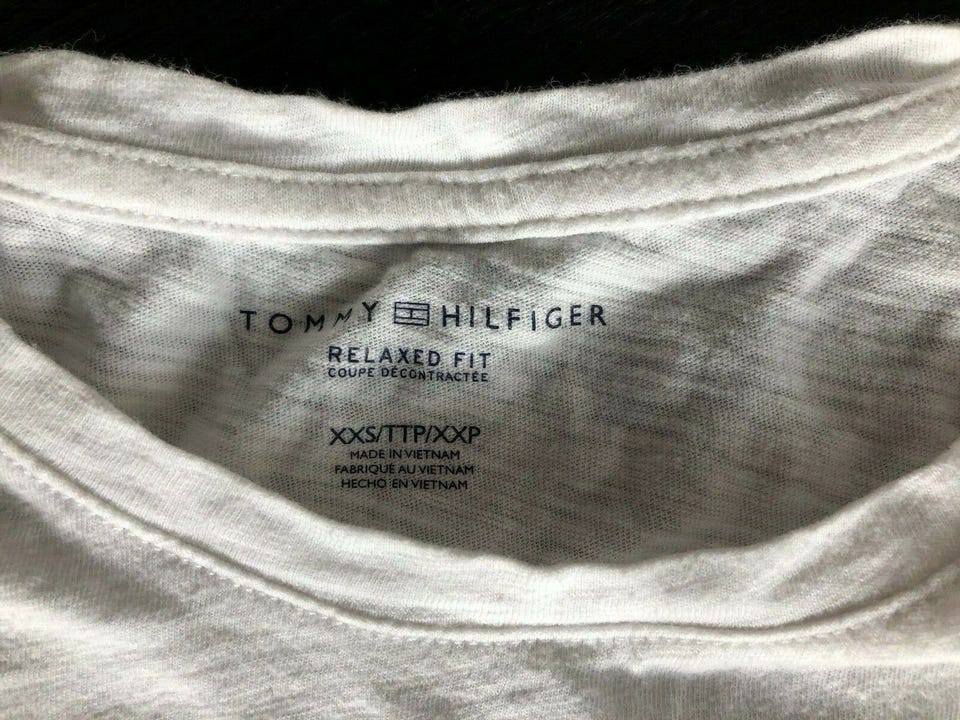 TOMMY HILFIGER
RELAXED FIT
COUPE DÉCONTRACTÉE
XXS/TTP/XXP
MADE IN VIETNAM
FABRIQUÉ AU VIETNAM
HECHO EN VIETNAM